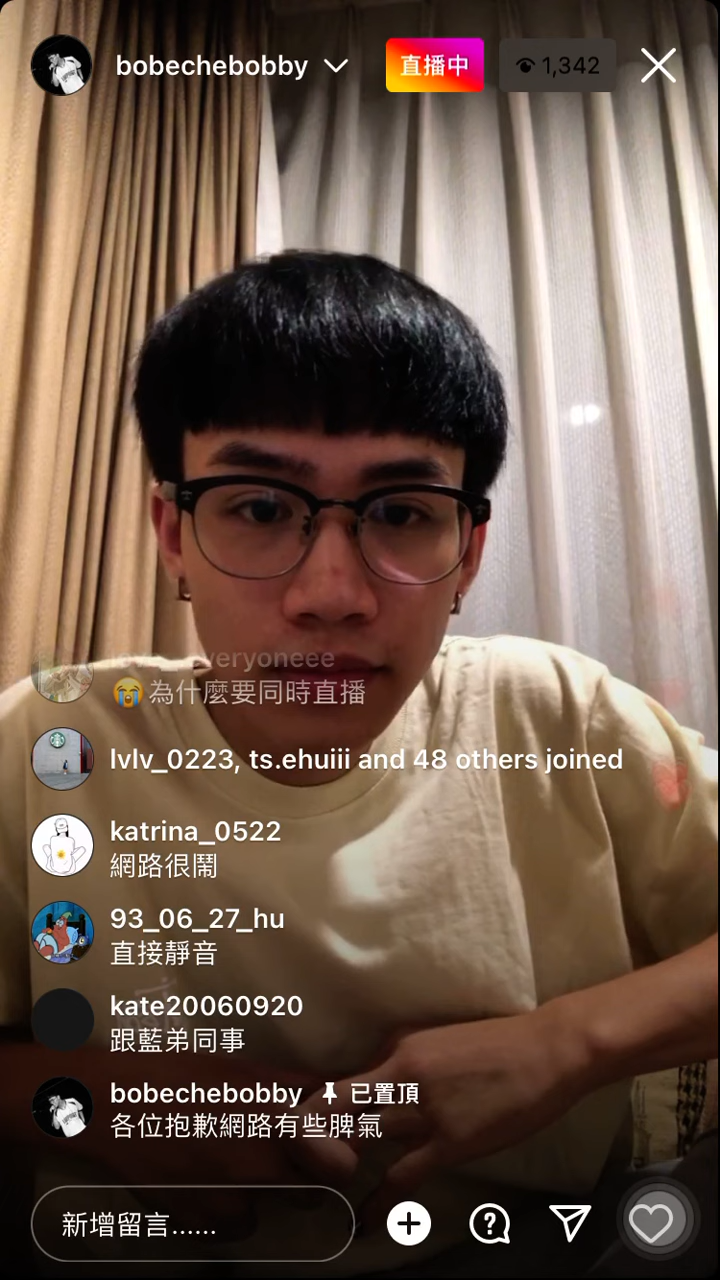 bobechebobby
直播中
1,342
everyoneee
😭為什麼要同時直播
lvlv_0223, ts.ehuiii and 48 others joined
katrina_0522
網路很鬧
93_06_27_hu
直接靜音
kate20060920
跟藍弟同事
bobechebobby 已置頂
各位抱歉網路有些脾氣
新增留言......